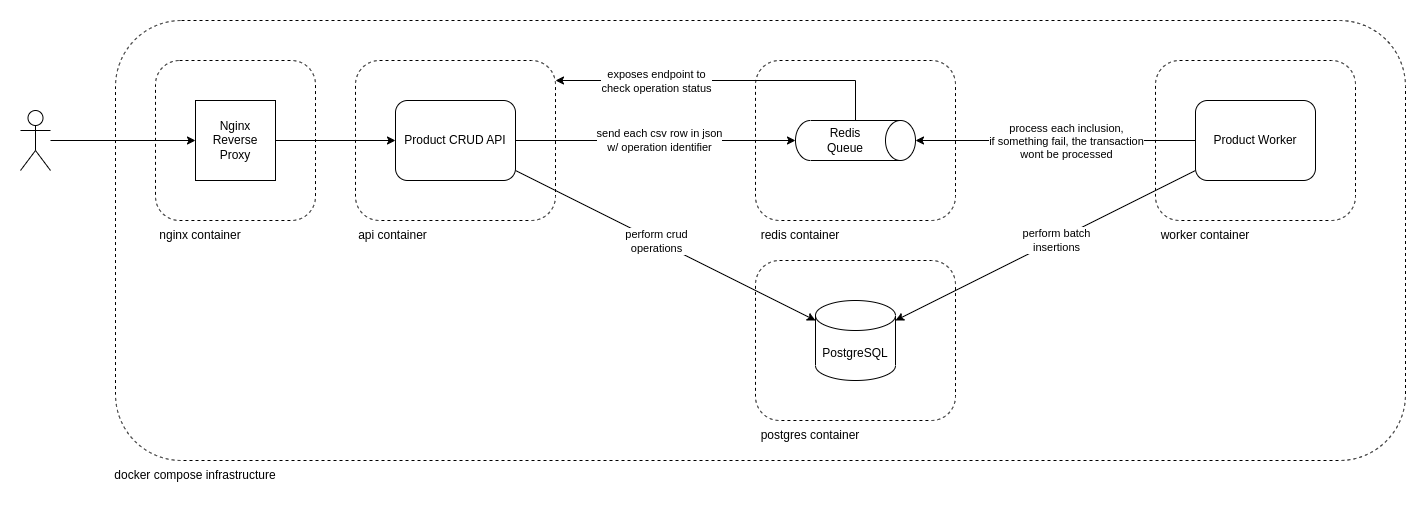 exposes endpoint to
check operation status
Nginx
Reverse
Proxy
Product CRUD API
send each csv row in json
w/ operation identifier
Redis
Queue
process each inclusion,
if something fail, the transaction
wont be processed
Product Worker
nginx container
api container
perform crud
operations
redis container
perform batch
insertions
worker container
PostgreSQL
postgres container
docker compose infrastructure